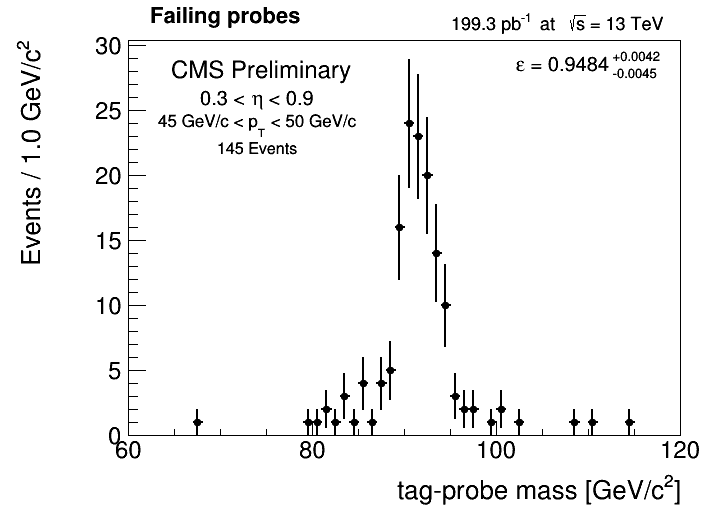 Failing probes
199.3 pb⁻¹ at √s = 13 TeV
CMS Preliminary
0.3 < η < 0.9
45 GeV/c < p_T < 50 GeV/c
145 Events
ε = 0.9484 +0.0042 -0.0045
Events / 1.0 GeV/c²
30
25
20
15
10
5
0
60 80 100 120
tag-probe mass [GeV/c²]